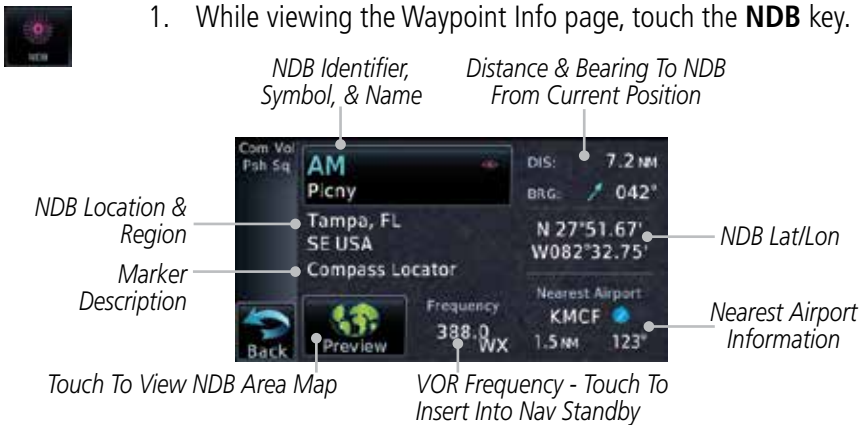 NDB
1. While viewing the Waypoint Info page, touch the NDB key.
NDB Identifier,
Symbol, & Name
Distance & Bearing To NDB
From Current Position
Com Vol
Psh Sq
AM
Picny
DIS: 7.2 NM
BRG: 042°
NDB Location &
Region
Tampa, FL
SE USA
N 27°51.67'
W082°32.75'
NDB Lat/Lon
Marker
Description
Compass Locator
Back
Preview
Frequency
388.0
WX
Nearest Airport
KMCF
1.5 NM 123°
Nearest Airport
Information
Touch To View NDB Area Map
VOR Frequency - Touch To
Insert Into Nav Standby